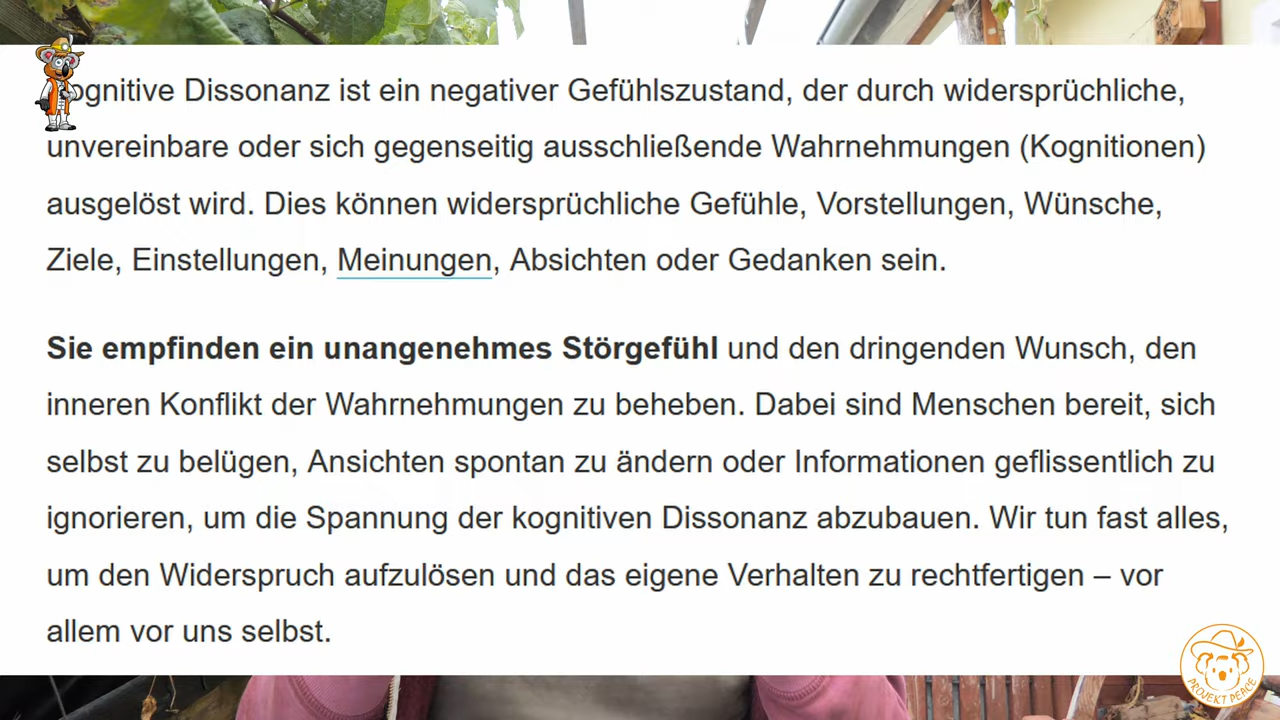 ognitive Dissonanz ist ein negativer Gefühlszustand, der durch widersprüchliche,
unvereinbare oder sich gegenseitig ausschließende Wahrnehmungen (Kognitionen)
ausgelöst wird. Dies können widersprüchliche Gefühle, Vorstellungen, Wünsche,
Ziele, Einstellungen, Meinungen, Absichten oder Gedanken sein.
Sie empfinden ein unangenehmes Störgefühl und den dringenden Wunsch, den
inneren Konflikt der Wahrnehmungen zu beheben. Dabei sind Menschen bereit, sich
selbst zu belügen, Ansichten spontan zu ändern oder Informationen geflissentlich zu
ignorieren, um die Spannung der kognitiven Dissonanz abzubauen. Wir tun fast alles,
um den Widerspruch aufzulösen und das eigene Verhalten zu rechtfertigen – vor
allem vor uns selbst.
PROJEKT PEACE